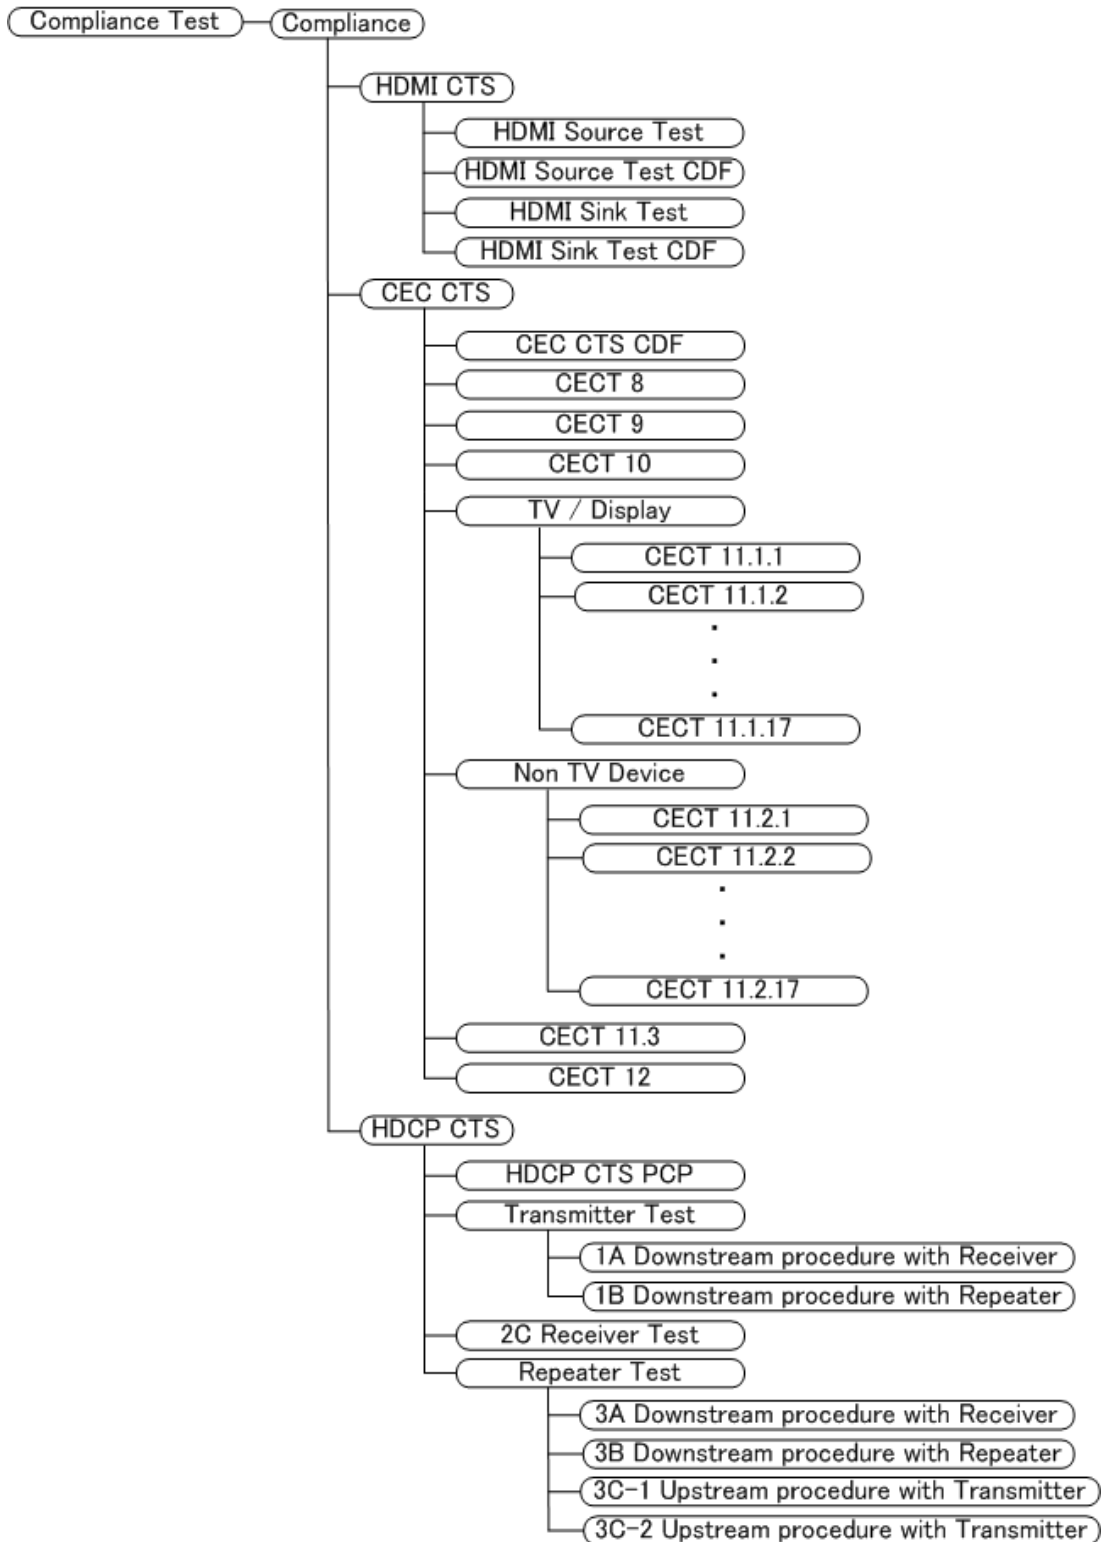 Compliance Test
Compliance
HDMI CTS
HDMI Source Test
HDMI Source Test CDF
HDMI Sink Test
HDMI Sink Test CDF
CEC CTS
CEC CTS CDF
CECT 8
CECT 9
CECT 10
TV / Display
CECT 11.1.1
CECT 11.1.2
.
.
.
CECT 11.1.17
Non TV Device
CECT 11.2.1
CECT 11.2.2
.
.
.
CECT 11.2.17
CECT 11.3
CECT 12
HDCP CTS
HDCP CTS PCP
Transmitter Test
1A Downstream procedure with Receiver
1B Downstream procedure with Repeater
2C Receiver Test
Repeater Test
3A Downstream procedure with Receiver
3B Downstream procedure with Repeater
3C-1 Upstream procedure with Transmitter
3C-2 Upstream procedure with Transmitter